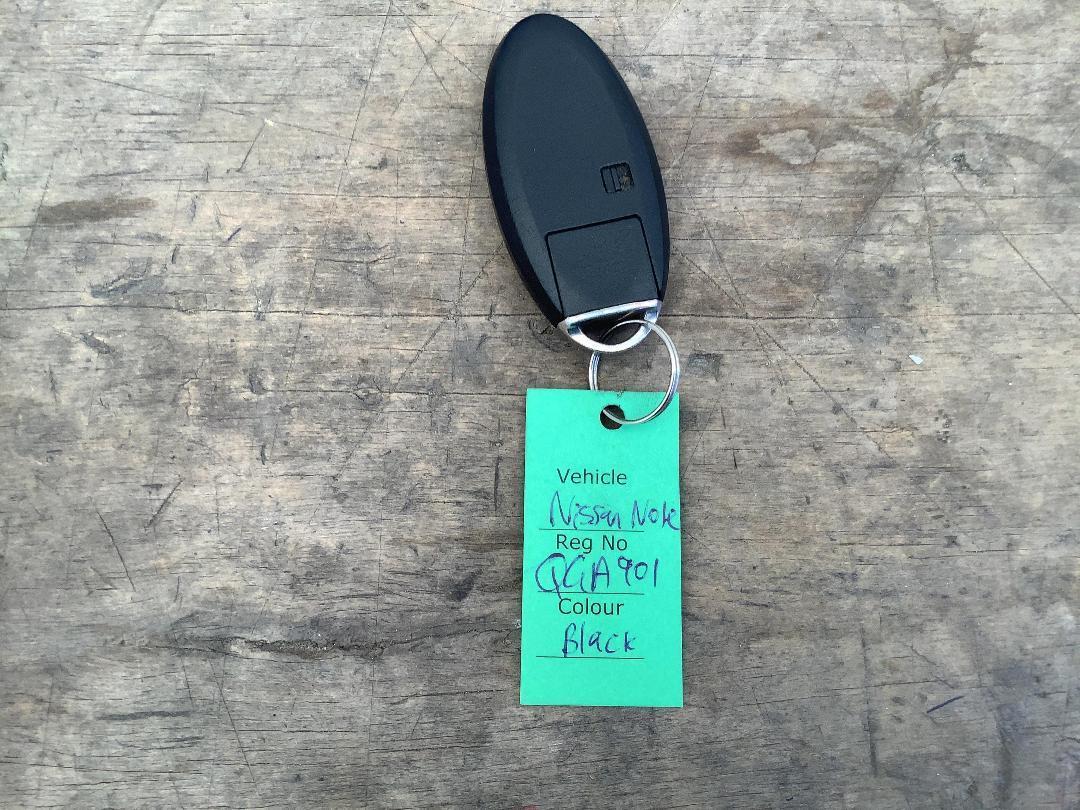 Vehicle
Nissan Note
Reg No
QGA901
Colour
Black